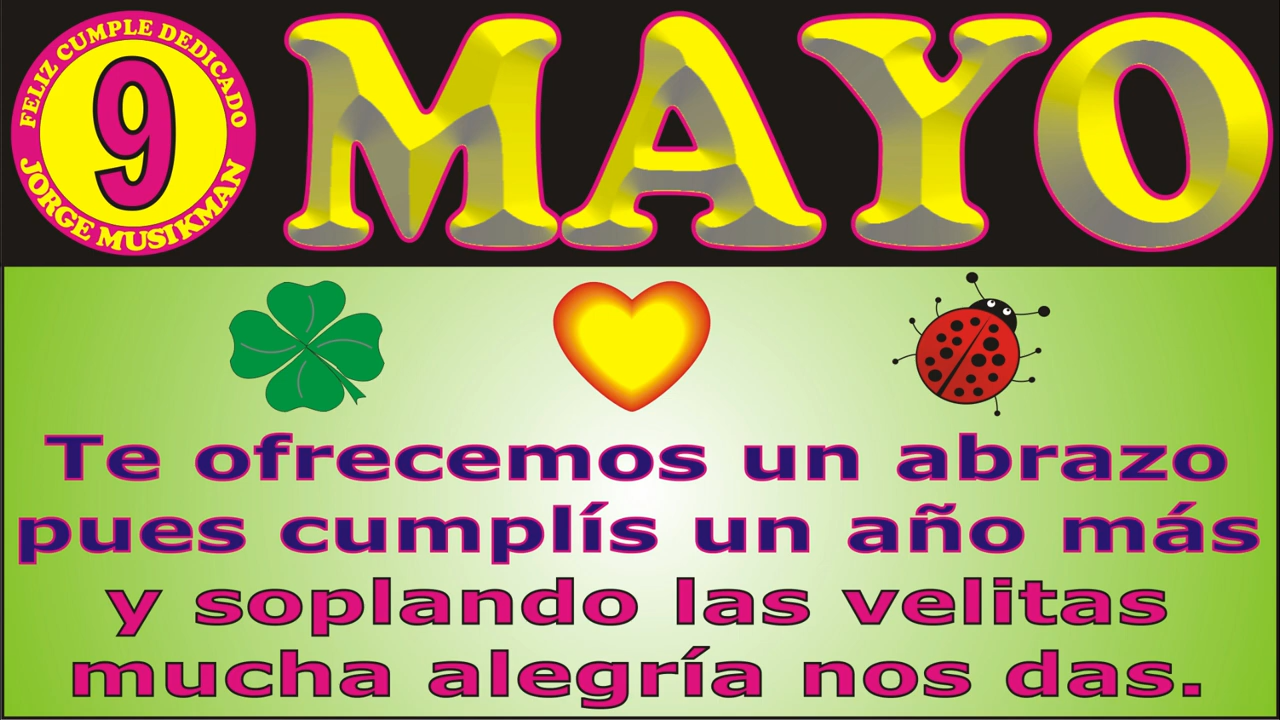 FELIZ CUMPLE DEDICADO
9
JORGE MUSIKMAN
MAYO
Te ofrecemos un abrazo
pues cumplís un año más
y soplando las velitas
mucha alegría nos das.